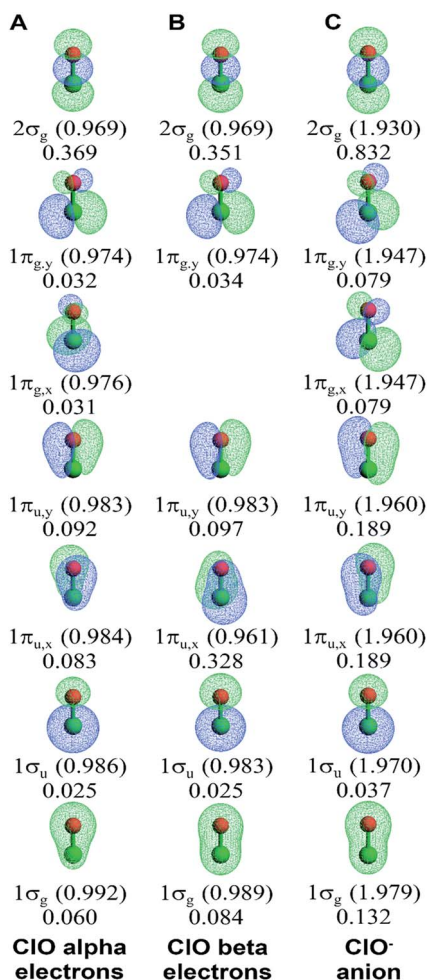 A B C
2σg (0.969) 2σg (0.969) 2σg (1.930)
0.369 0.351 0.832
1πg,y (0.974) 1πg,y (0.974) 1πg,y (1.947)
0.032 0.034 0.079
1πg,x (0.976) 1πg,x (1.947)
0.031 0.079
1πu,y (0.983) 1πu,y (0.983) 1πu,y (1.960)
0.092 0.097 0.189
1πu,x (0.984) 1πu,x (0.961) 1πu,x (1.960)
0.083 0.328 0.189
1σu (0.986) 1σu (0.983) 1σu (1.970)
0.025 0.025 0.037
1σg (0.992) 1σg (0.989) 1σg (1.979)
0.060 0.084 0.132
ClO alpha ClO beta ClO-
electrons electrons anion